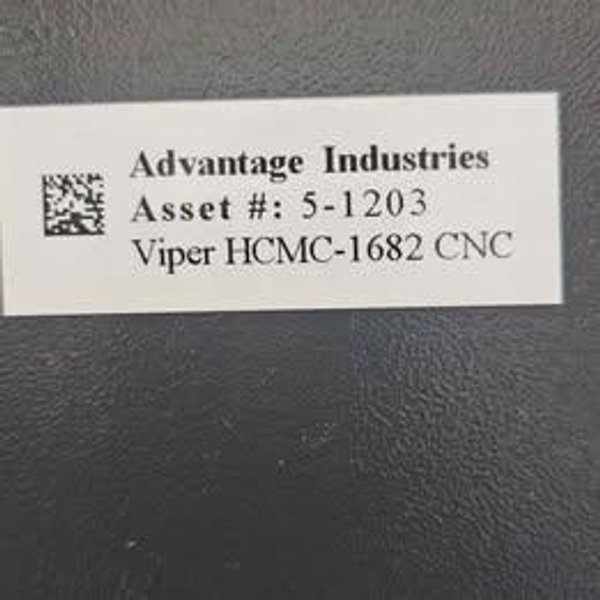 Advantage Industries
Asset #: 5-1203
Viper HCMC-1682 CNC